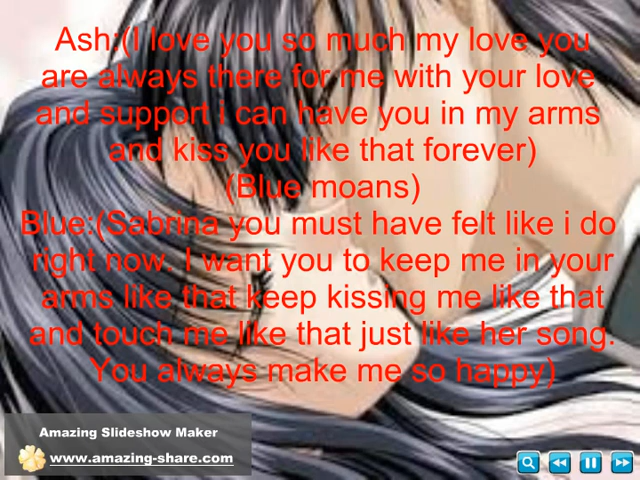 Ash:(I love you so much my love you
are always there for me with your love
and support i can have you in my arms
and kiss you like that forever)
(Blue moans)
Blue:(Sabrina you must have felt like i do
right now. I want you to keep me in your
arms like that keep kissing me like that
and touch me like that just like her song.
You always make me so happy)
Amazing Slideshow Maker
www.amazing-share.com